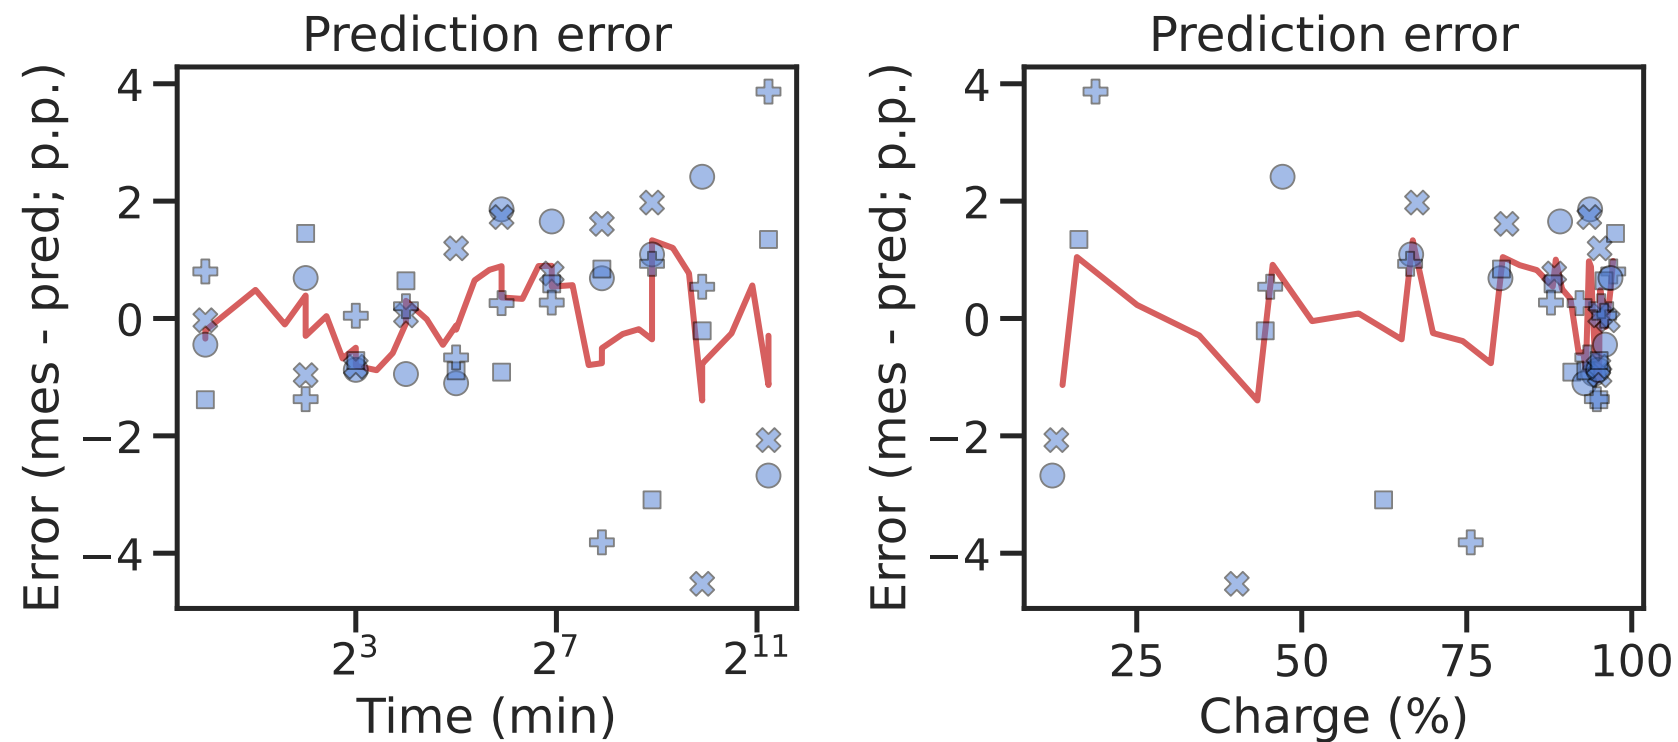 Prediction error
Error (mes - pred; p.p.)
4
2
0
−2
−4
2³
2⁷
2¹¹
Time (min)
Prediction error
Error (mes - pred; p.p.)
4
2
0
−2
−4
25
50
75
100
Charge (%)